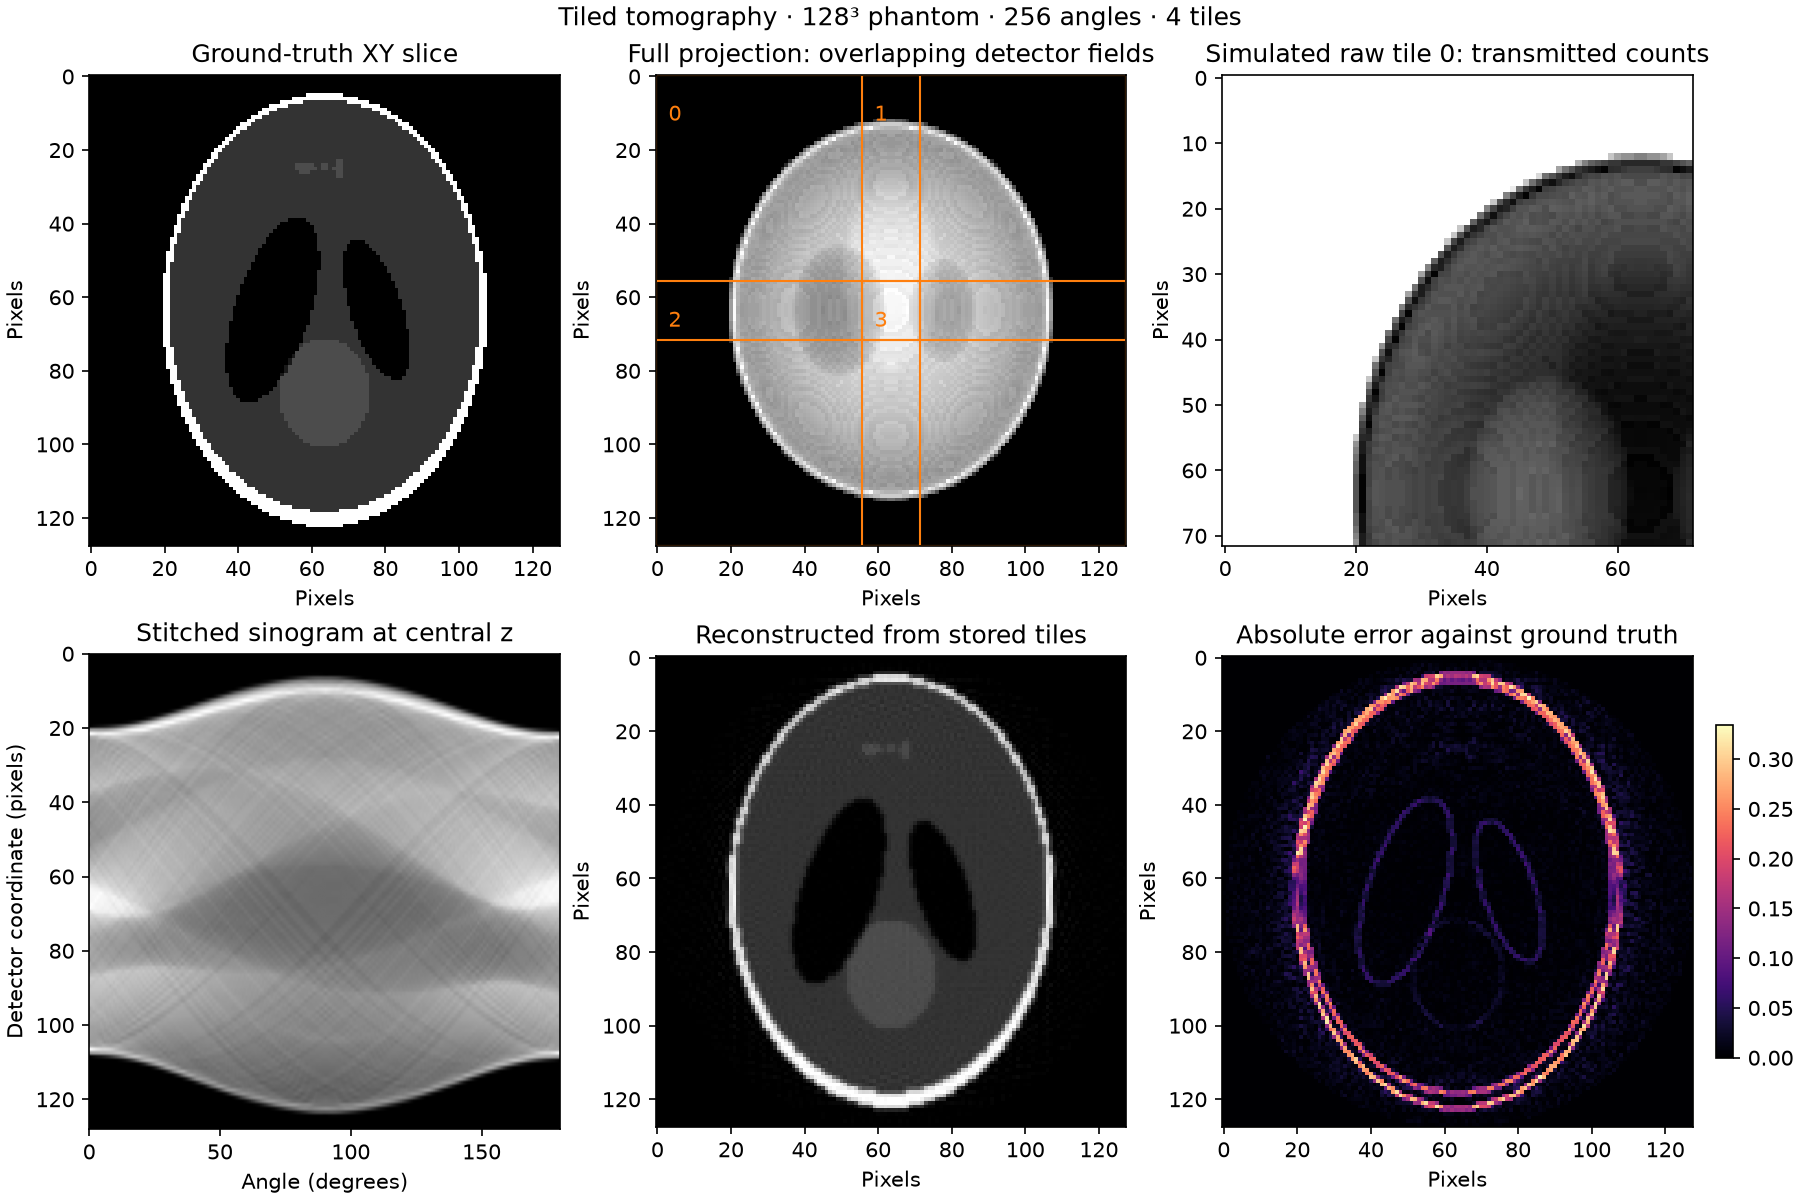 Tiled tomography · 128³ phantom · 256 angles · 4 tiles
Ground-truth XY slice
Full projection: overlapping detector fields
Simulated raw tile 0: transmitted counts
0
20
40
60
80
100
120
Pixels
0 20 40 60 80 100 120
Pixels
0
20
40
60
80
100
120
Pixels
0 1
2 3
0 20 40 60 80 100 120
Pixels
0
10
20
30
40
50
60
70
Pixels
0 20 40 60
Pixels
Stitched sinogram at central z
Reconstructed from stored tiles
Absolute error against ground truth
0
20
40
60
80
100
120
Detector coordinate (pixels)
0 50 100 150
Angle (degrees)
0
20
40
60
80
100
120
Pixels
0 20 40 60 80 100 120
Pixels
0
20
40
60
80
100
120
Pixels
0 20 40 60 80 100 120
Pixels
0.30
0.25
0.20
0.15
0.10
0.05
0.00